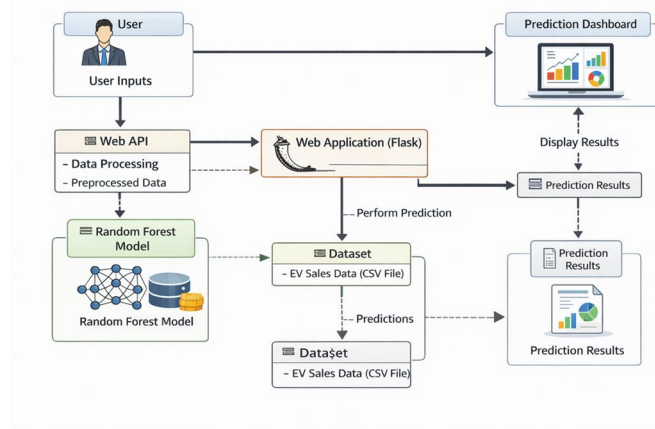 User
User Inputs
Prediction Dashboard
Web API
- Data Processing
- Preprocessed Data
Web Application (Flask)
Display Results
Prediction Results
Perform Prediction
Random Forest
Model
Random Forest Model
Dataset
- EV Sales Data (CSV File)
Prediction
Results
Prediction Results
Predictions
Data$et
- EV Sales Data (CSV File)